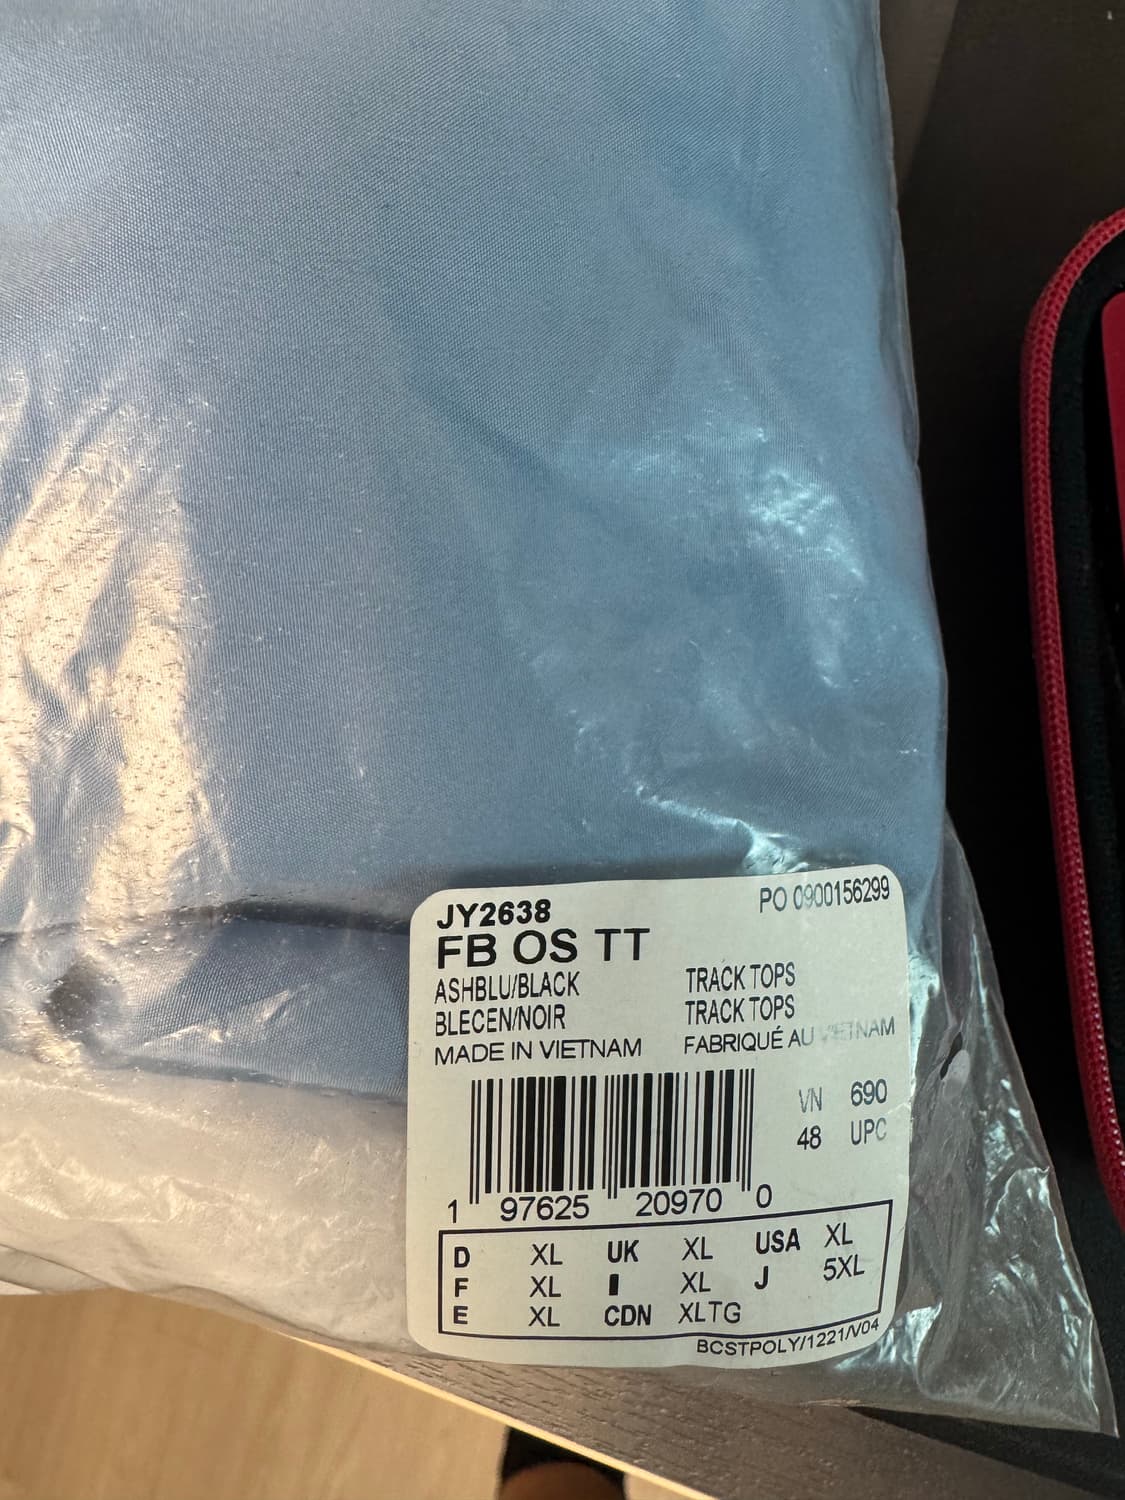 JY2638 PO 0900156299
FB OS TT
ASHBLU/BLACK TRACK TOPS
BLECEN/NOIR TRACK TOPS
MADE IN VIETNAM FABRIQUÉ AU VIETNAM
VN 690
48 UPC
1 97625 20970 0
D XL UK XL USA XL
F XL I XL J 5XL
E XL CDN XLTG
BCSTPOLY/1221/V04